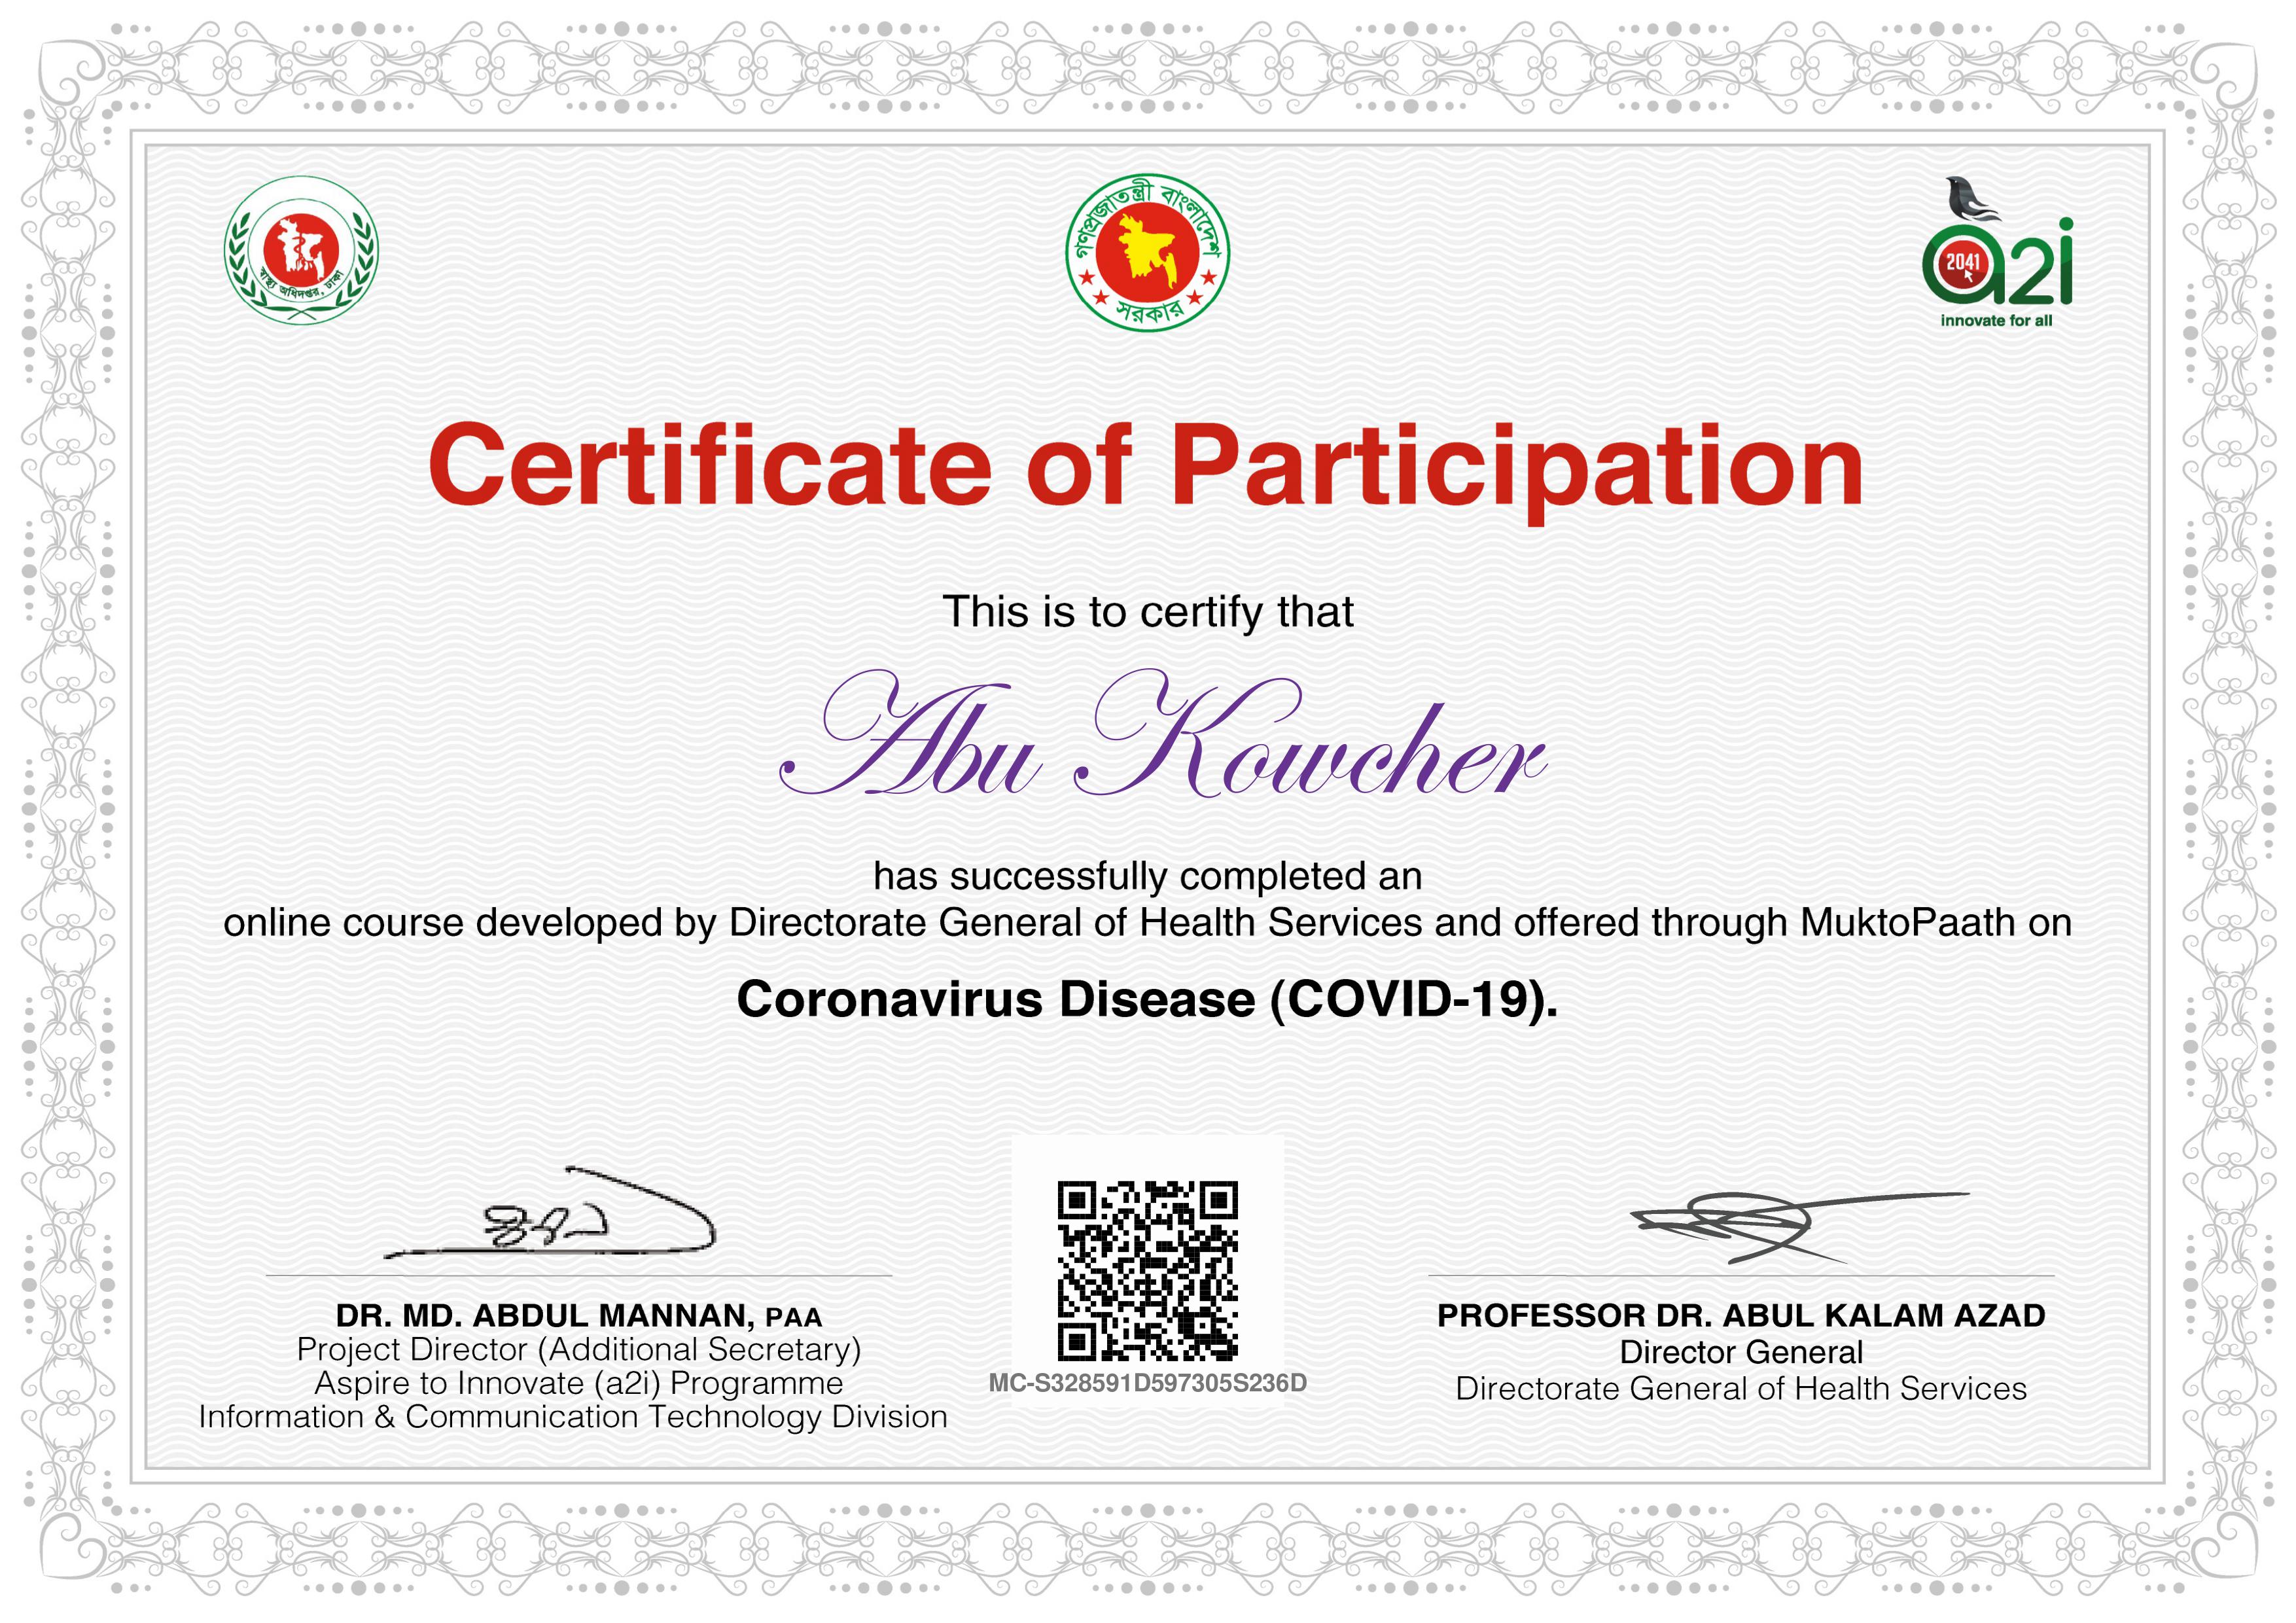 স্বাস্থ্য অধিদপ্তর, ঢাকা
গণপ্রজাতন্ত্রী বাংলাদেশ
সরকার
2041
a2i
innovate for all
Certificate of Participation
This is to certify that
Abu Kowcher
has successfully completed an
online course developed by Directorate General of Health Services and offered through MuktoPaath on
Coronavirus Disease (COVID-19).
DR. MD. ABDUL MANNAN, PAA
Project Director (Additional Secretary)
Aspire to Innovate (a2i) Programme
Information & Communication Technology Division
MC-S328591D597305S236D
PROFESSOR DR. ABUL KALAM AZAD
Director General
Directorate General of Health Services